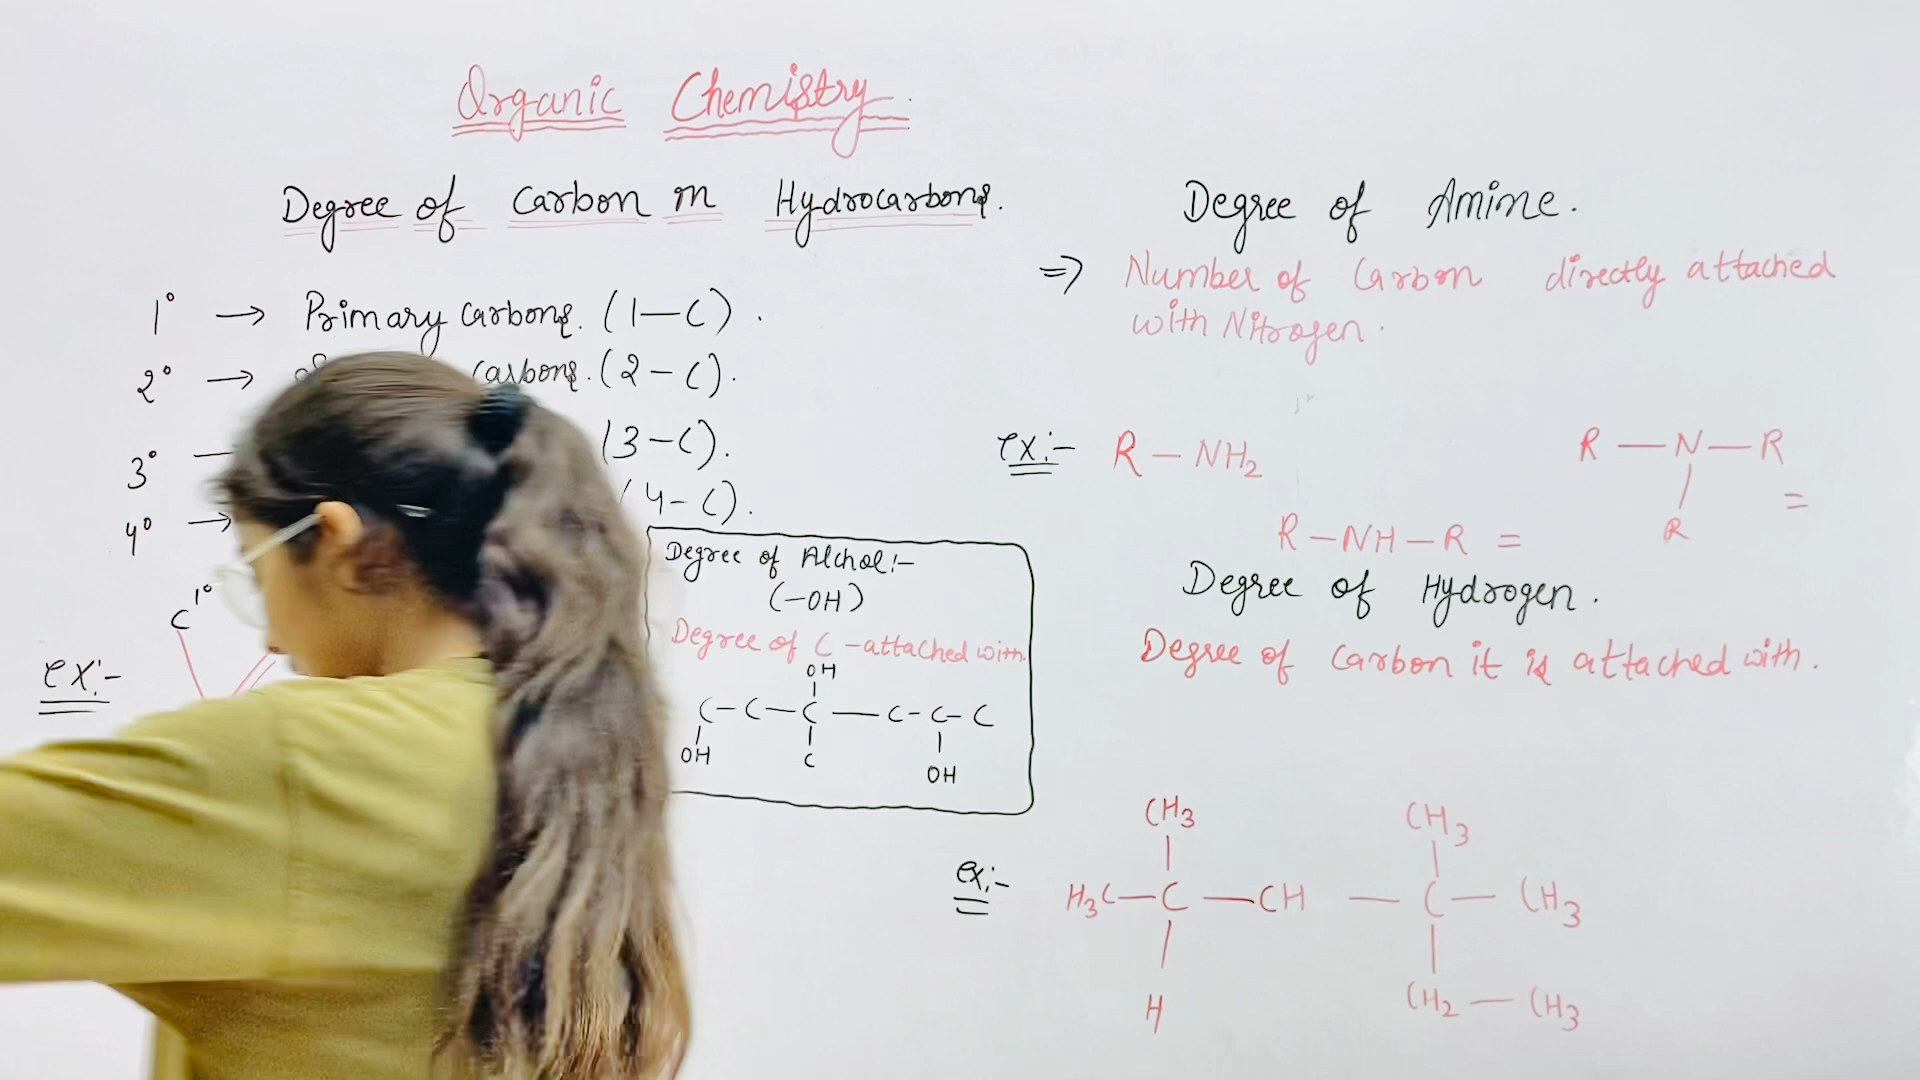 Organic Chemistry.
Degree of Carbon in Hydrocarbons.
1° → Primary Carbons. (1-C).
2° → Carbons. (2-C).
3° (3-C).
4° → (4-C).
C 1°
ex:-
Degree of Alchol:-
(-OH)
Degree of C -attached with
OH
C-C-C-C-C-C
OH C OH
Degree of Amine.
⇒ Number of Carbon directly attached
with Nitrogen.
ex:- R-NH2 R-N-R
R =
R-NH-R =
Degree of Hydrogen.
Degree of Carbon it is attached with.
CH3 CH3
ex:- H3C-C-CH-C-CH3
H CH2-CH3